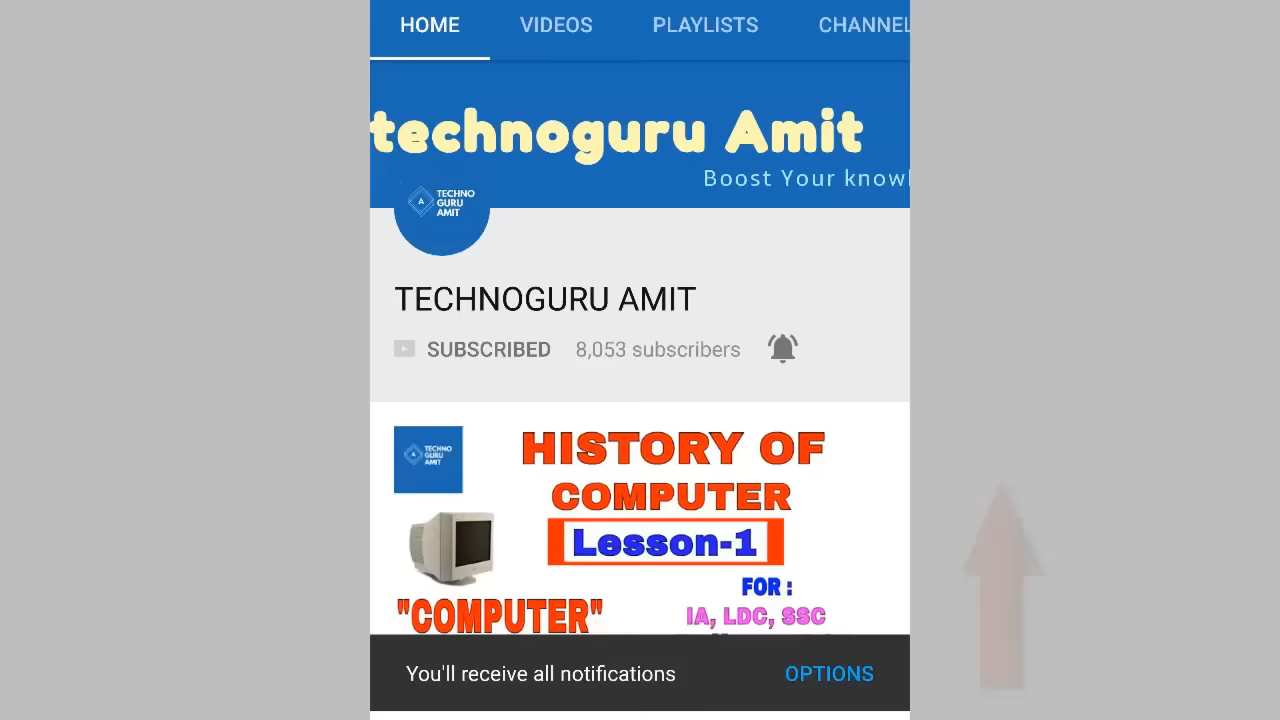 HOME VIDEOS PLAYLISTS CHANNEL
technoguru Amit
Boost Your knowl
TECHNO
GURU
AMIT
A
TECHNOGURU AMIT
SUBSCRIBED 8,053 subscribers
TECHNO
GURU
AMIT
A
HISTORY OF
COMPUTER
Lesson-1
FOR :
IA, LDC, SSC
"COMPUTER"
You'll receive all notifications OPTIONS